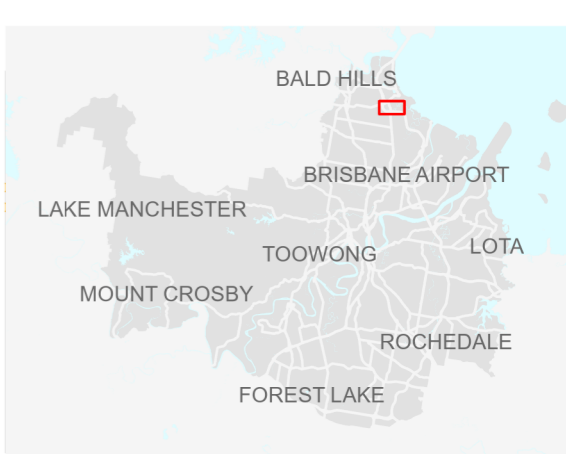 BALD HILLS
BRISBANE AIRPORT
LAKE MANCHESTER
LOTA
TOOWONG
MOUNT CROSBY
ROCHEDALE
FOREST LAKE